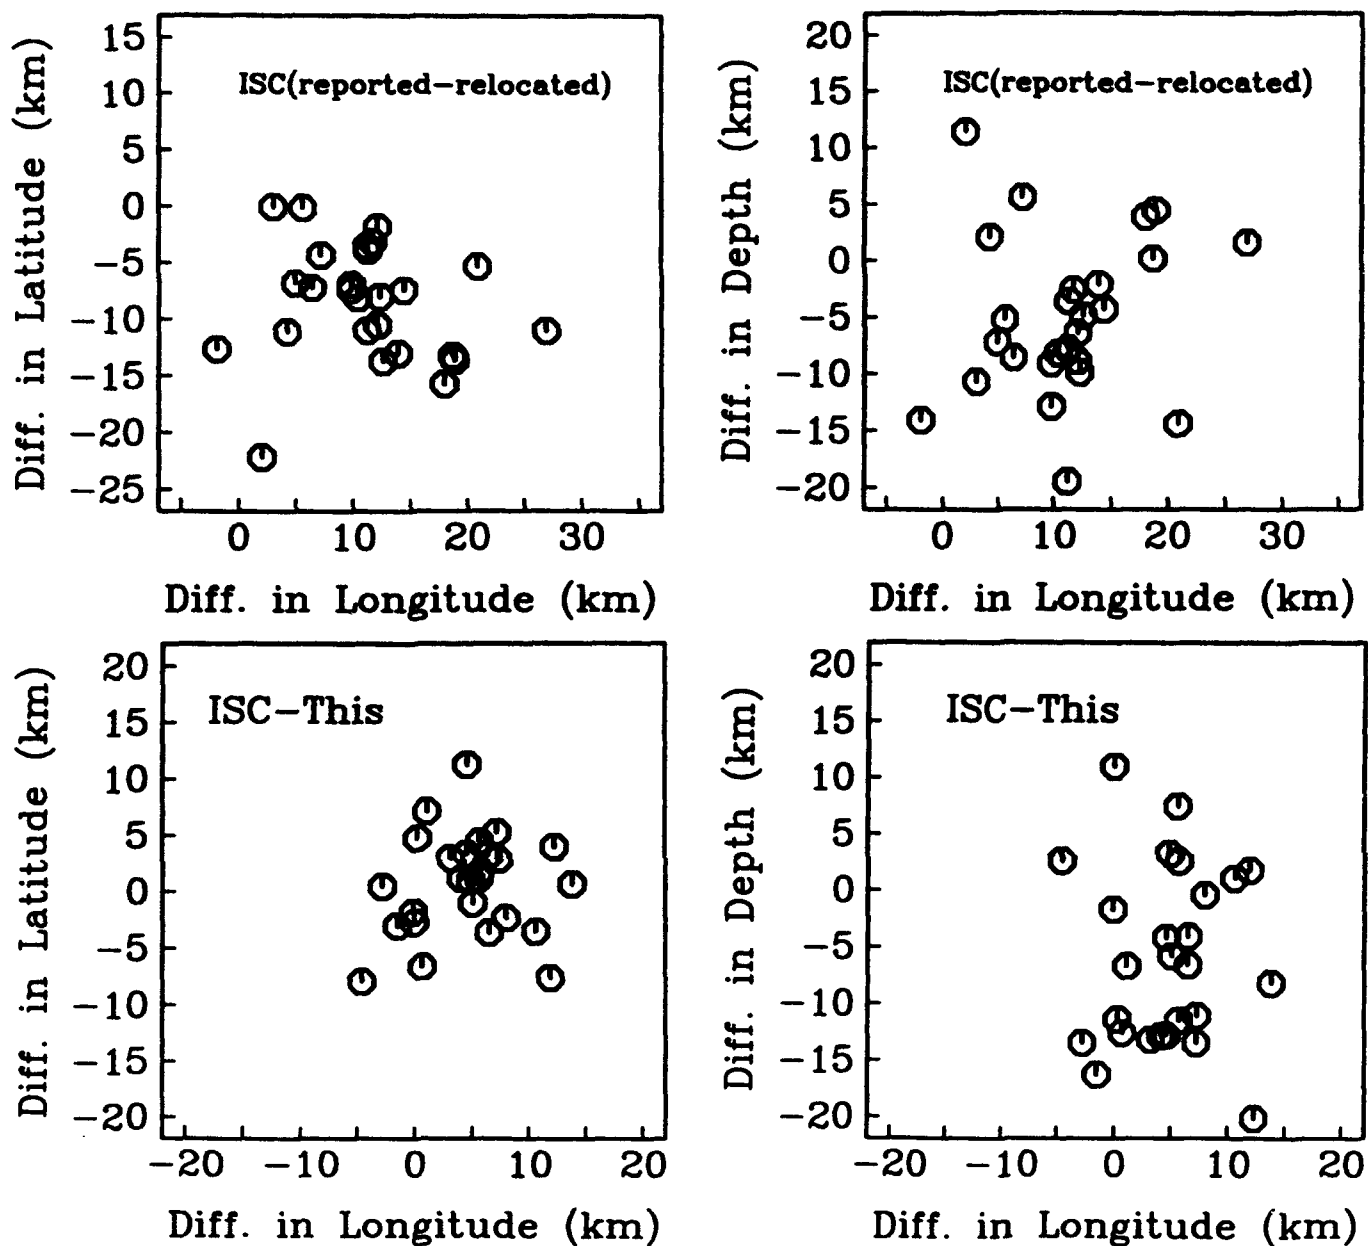 15
10
5
0
−5
−10
−15
−20
−25
Diff. in Latitude (km)
ISC(reported−relocated)
0 10 20 30
Diff. in Longitude (km)
20
15
10
5
0
−5
−10
−15
−20
Diff. in Depth (km)
ISC(reported−relocated)
0 10 20 30
Diff. in Longitude (km)
20
15
10
5
0
−5
−10
−15
−20
Diff. in Latitude (km)
ISC−This
−20 −10 0 10 20
Diff. in Longitude (km)
20
15
10
5
0
−5
−10
−15
−20
Diff. in Depth (km)
ISC−This
−20 −10 0 10 20
Diff. in Longitude (km)